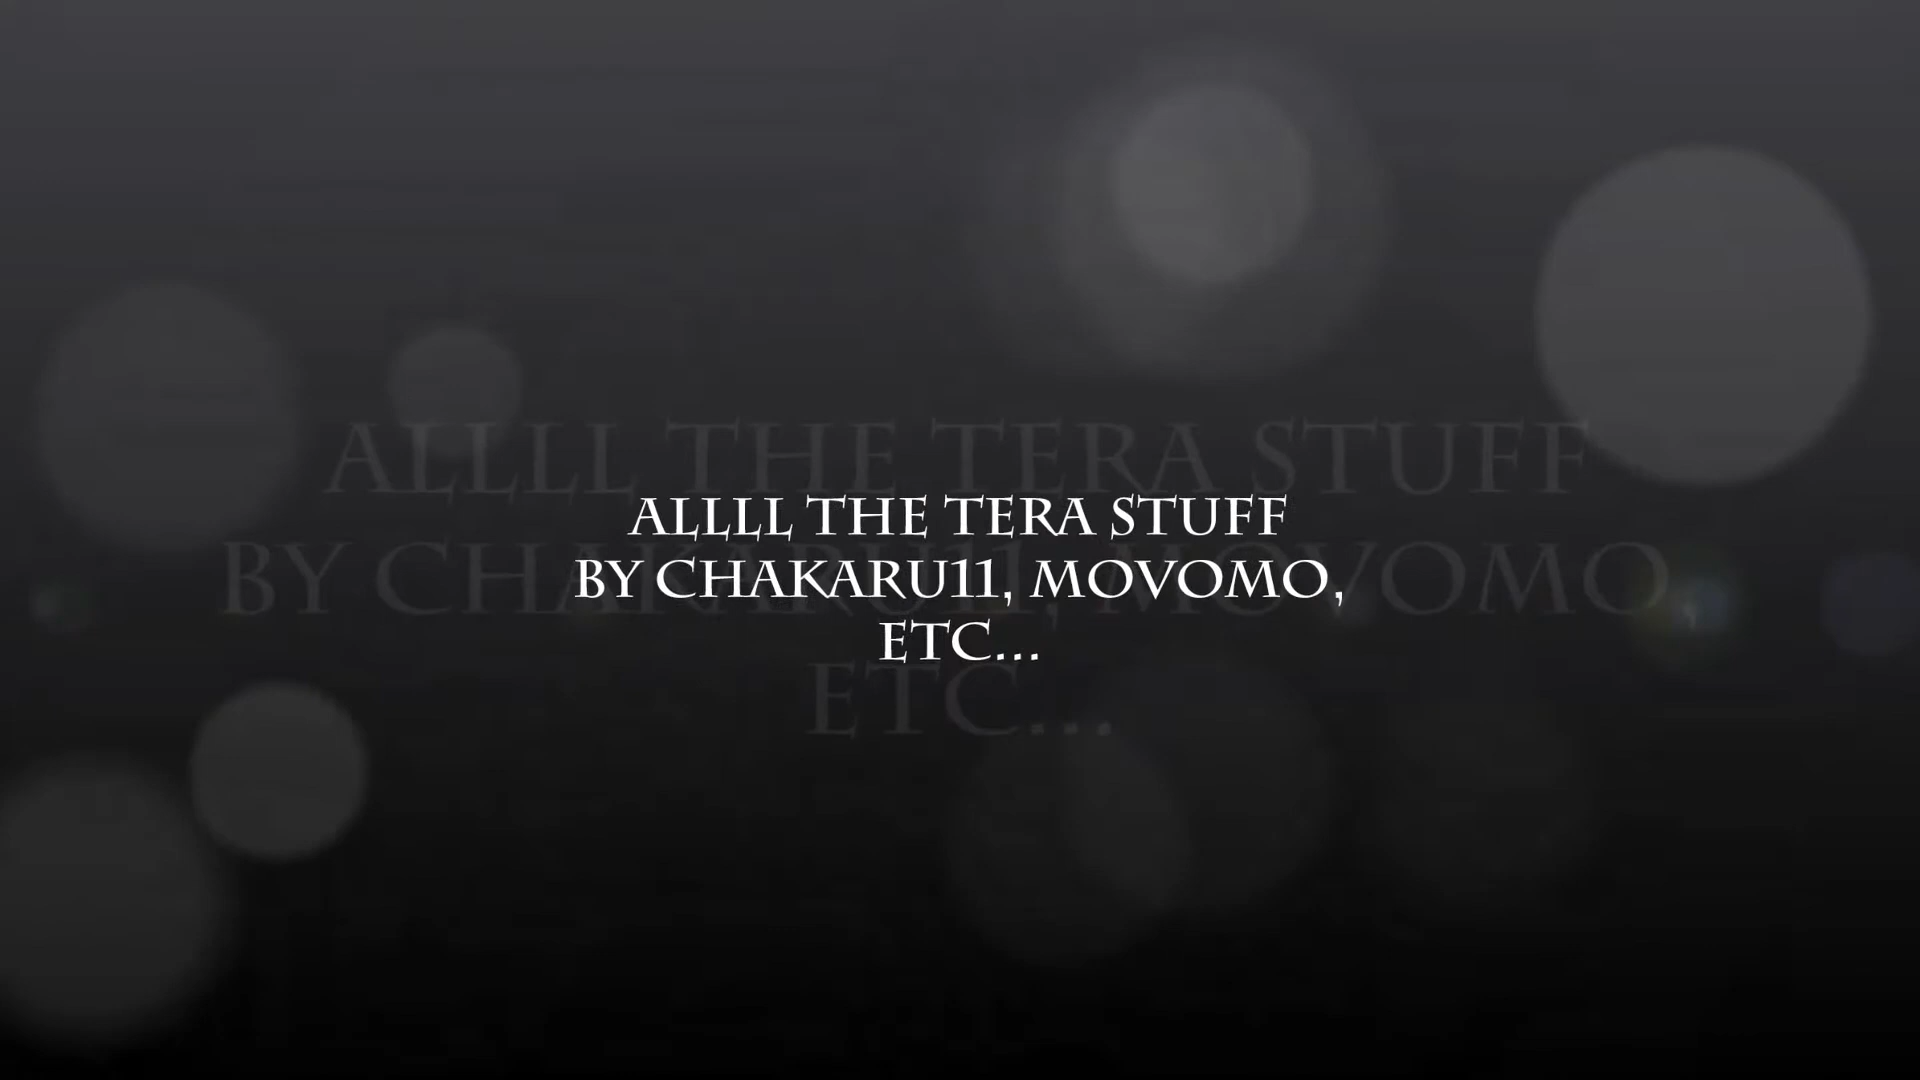 ALLLL THE TERA STUFF
BY CHAKARU11, MOVOMO,
ETC...